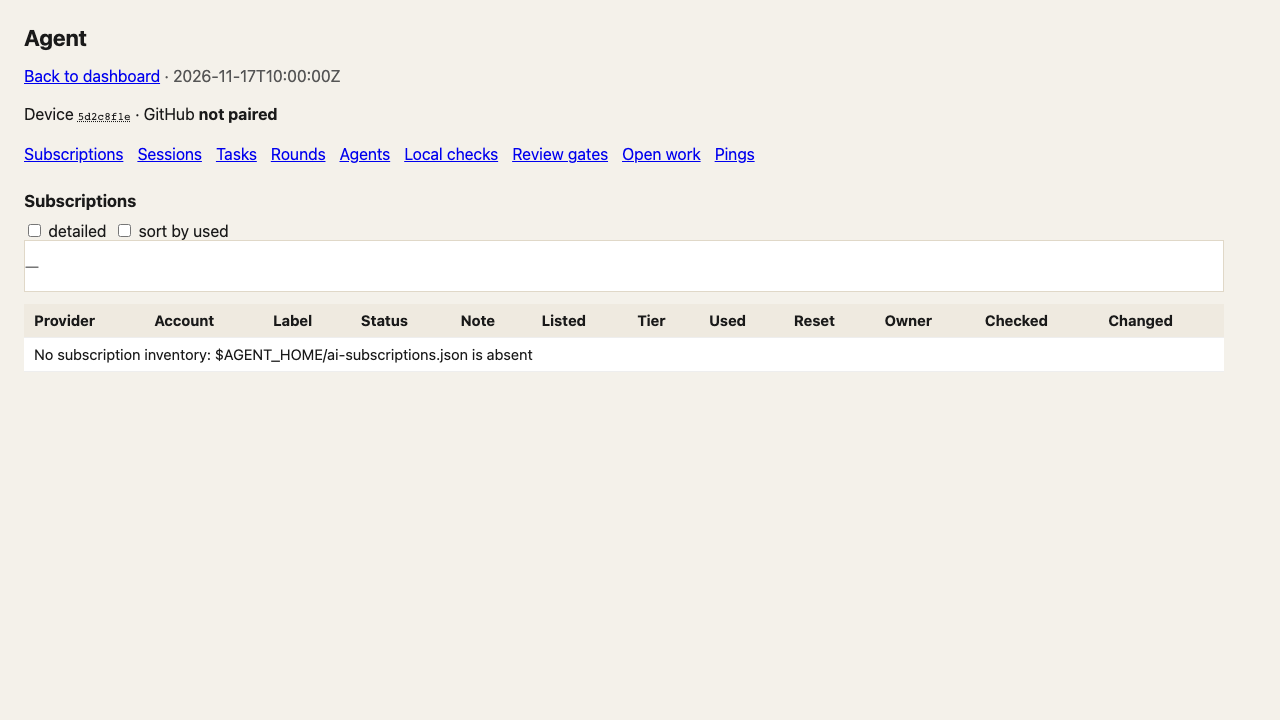 Agent
Back to dashboard · 2026-11-17T10:00:00Z
Device 5d2c8f1e · GitHub not paired
Subscriptions Sessions Tasks Rounds Agents Local checks Review gates Open work Pings
Subscriptions
detailed sort by used
—
Provider Account Label Status Note Listed Tier Used Reset Owner Checked Changed
No subscription inventory: $AGENT_HOME/ai-subscriptions.json is absent